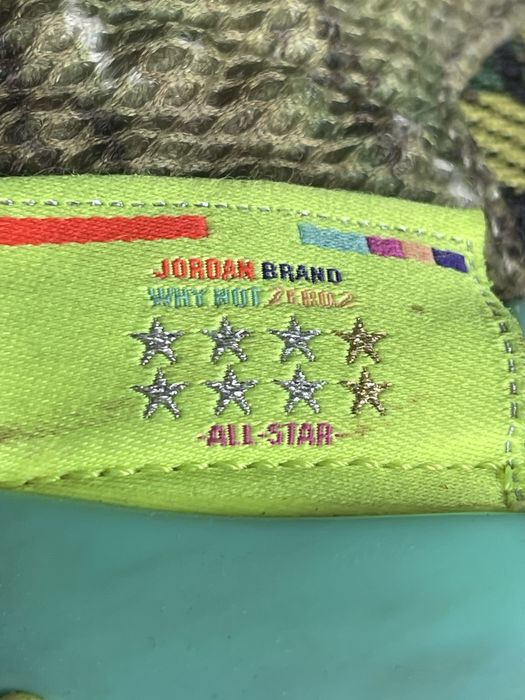 JORDAN BRAND
WHY NOT ZER0.2
-ALL-STAR-